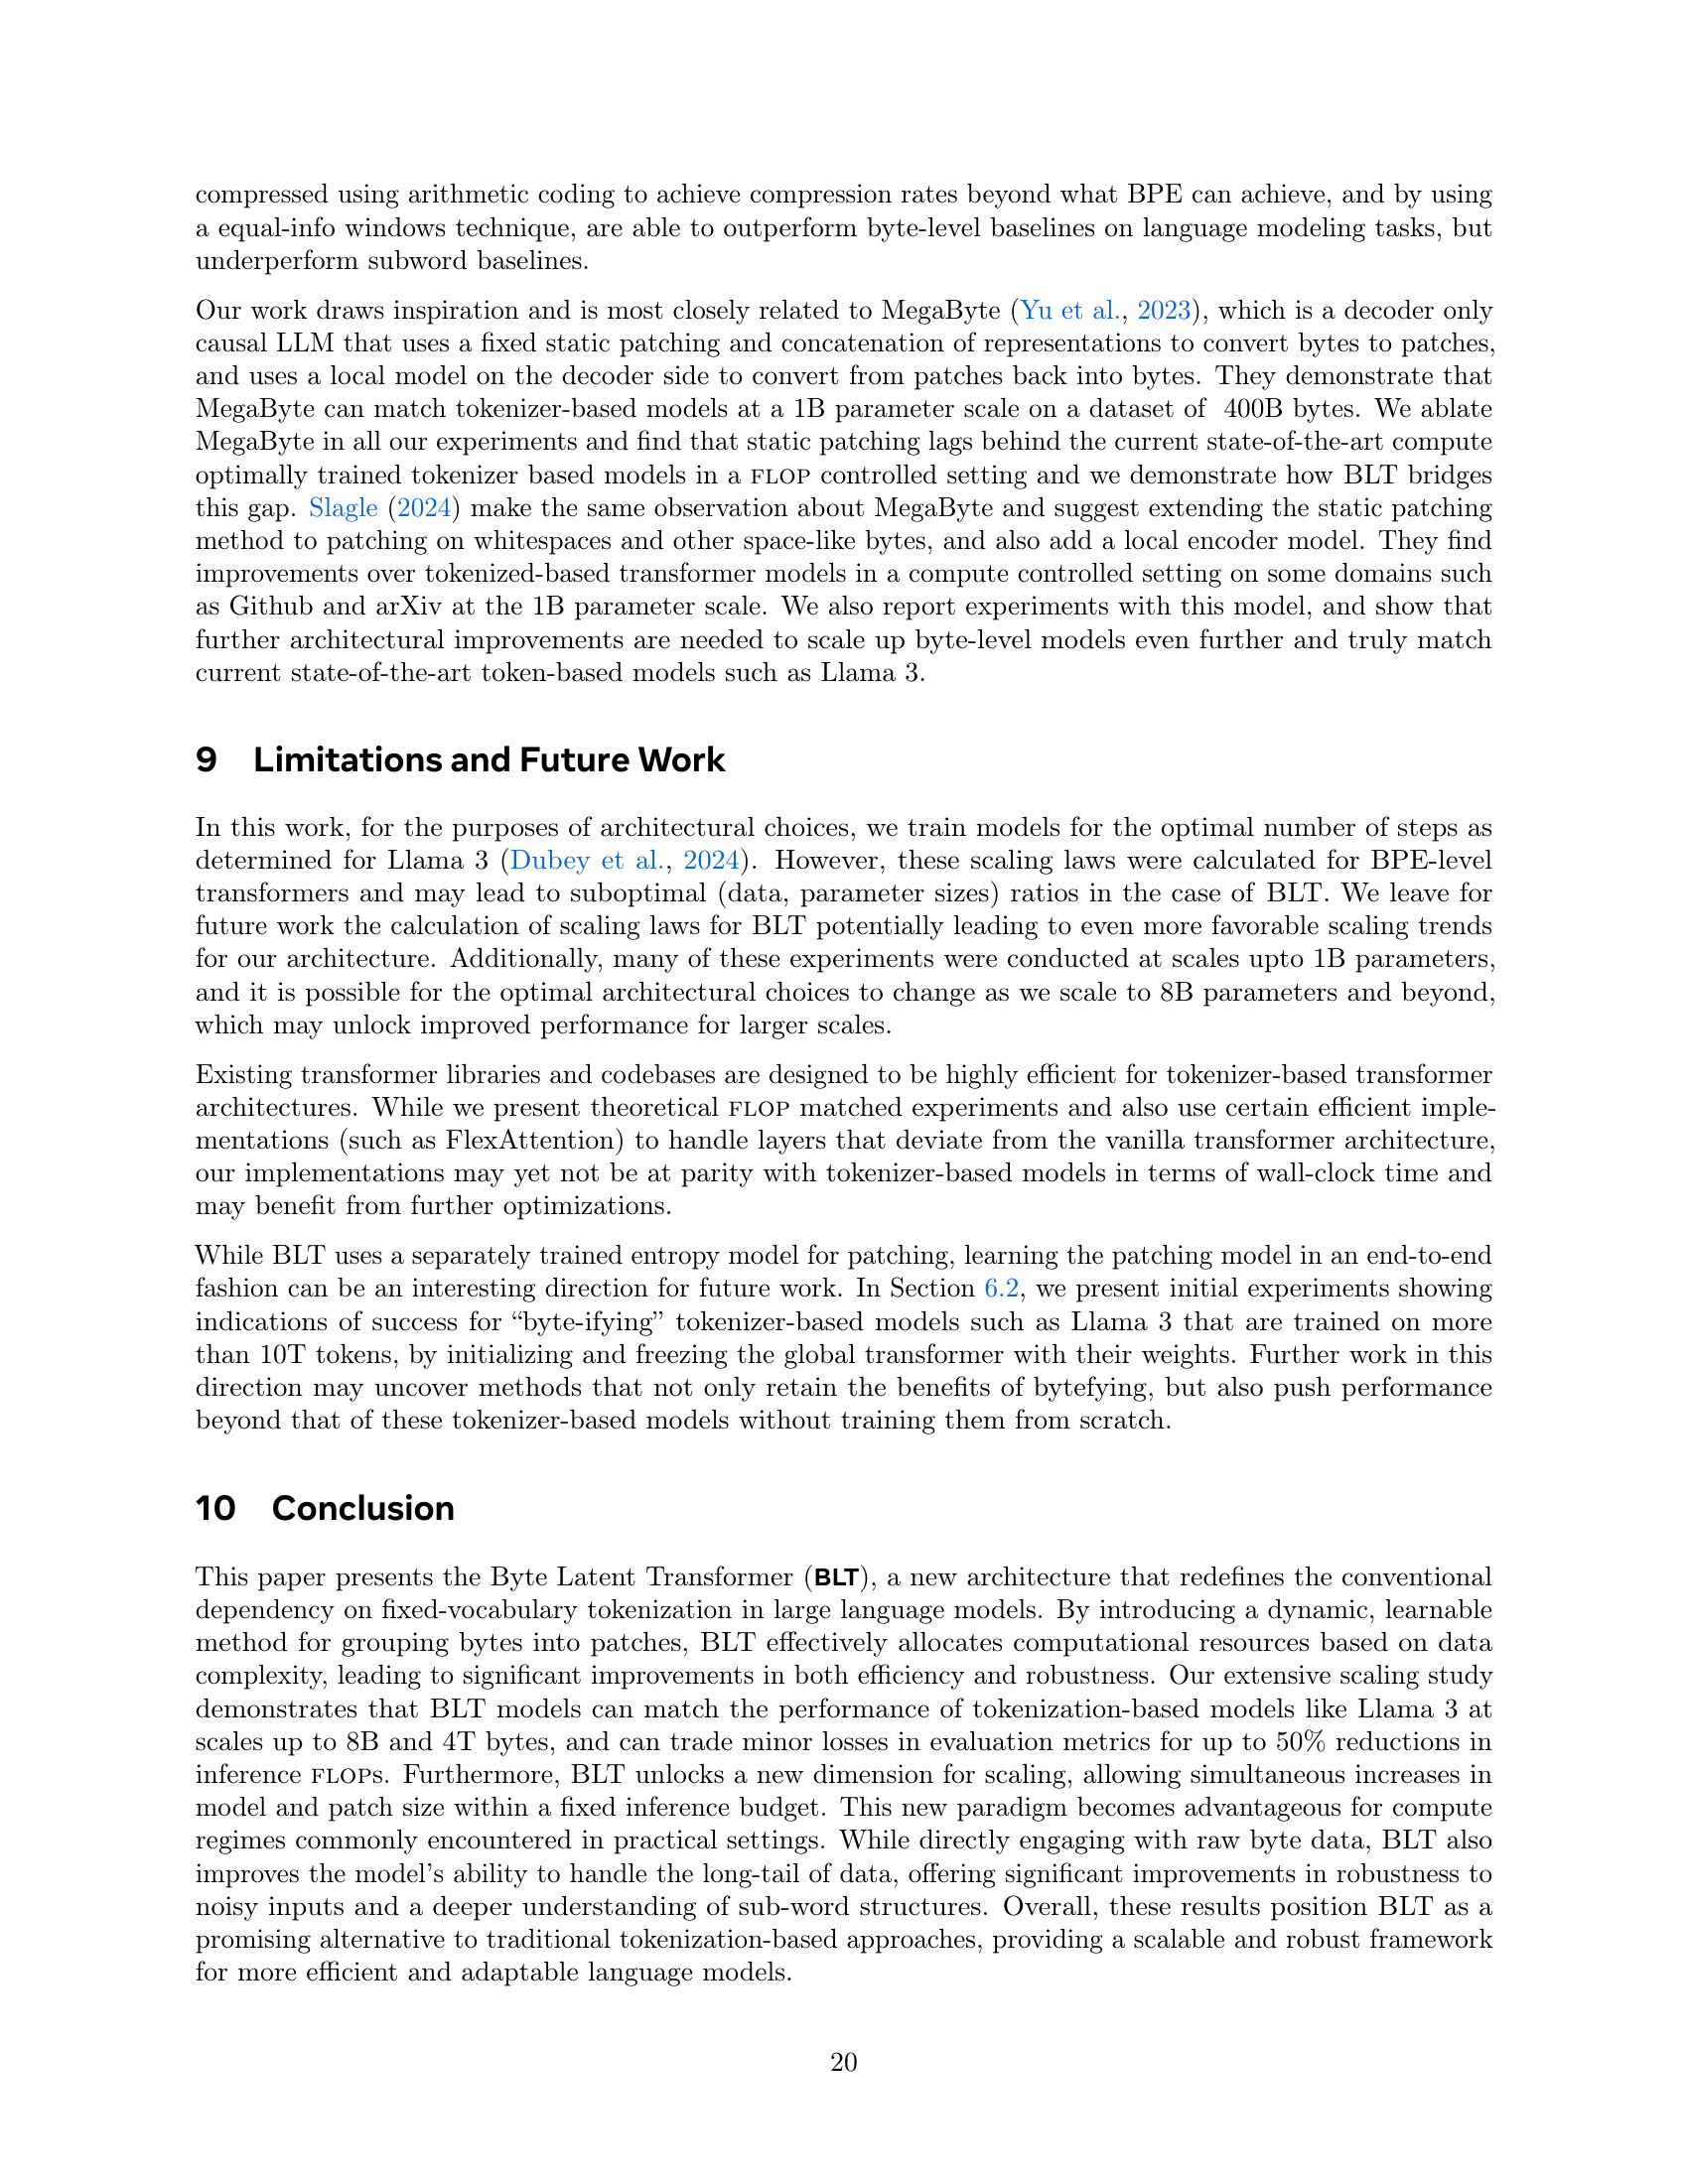 compressed using arithmetic coding to achieve compression rates beyond what BPE can achieve, and by using
a equal-info windows technique, are able to outperform byte-level baselines on language modeling tasks, but
underperform subword baselines.
Our work draws inspiration and is most closely related to MegaByte (Yu et al., 2023), which is a decoder only
causal LLM that uses a fixed static patching and concatenation of representations to convert bytes to patches,
and uses a local model on the decoder side to convert from patches back into bytes. They demonstrate that
MegaByte can match tokenizer-based models at a 1B parameter scale on a dataset of 400B bytes. We ablate
MegaByte in all our experiments and find that static patching lags behind the current state-of-the-art compute
optimally trained tokenizer based models in a FLOP controlled setting and we demonstrate how BLT bridges
this gap. Slagle (2024) make the same observation about MegaByte and suggest extending the static patching
method to patching on whitespaces and other space-like bytes, and also add a local encoder model. They find
improvements over tokenized-based transformer models in a compute controlled setting on some domains such
as Github and arXiv at the 1B parameter scale. We also report experiments with this model, and show that
further architectural improvements are needed to scale up byte-level models even further and truly match
current state-of-the-art token-based models such as Llama 3.
9 Limitations and Future Work
In this work, for the purposes of architectural choices, we train models for the optimal number of steps as
determined for Llama 3 (Dubey et al., 2024). However, these scaling laws were calculated for BPE-level
transformers and may lead to suboptimal (data, parameter sizes) ratios in the case of BLT. We leave for
future work the calculation of scaling laws for BLT potentially leading to even more favorable scaling trends
for our architecture. Additionally, many of these experiments were conducted at scales upto 1B parameters,
and it is possible for the optimal architectural choices to change as we scale to 8B parameters and beyond,
which may unlock improved performance for larger scales.
Existing transformer libraries and codebases are designed to be highly efficient for tokenizer-based transformer
architectures. While we present theoretical FLOP matched experiments and also use certain efficient imple-
mentations (such as FlexAttention) to handle layers that deviate from the vanilla transformer architecture,
our implementations may yet not be at parity with tokenizer-based models in terms of wall-clock time and
may benefit from further optimizations.
While BLT uses a separately trained entropy model for patching, learning the patching model in an end-to-end
fashion can be an interesting direction for future work. In Section 6.2, we present initial experiments showing
indications of success for “byte-ifying” tokenizer-based models such as Llama 3 that are trained on more
than 10T tokens, by initializing and freezing the global transformer with their weights. Further work in this
direction may uncover methods that not only retain the benefits of bytefying, but also push performance
beyond that of these tokenizer-based models without training them from scratch.
10 Conclusion
This paper presents the Byte Latent Transformer (BLT), a new architecture that redefines the conventional
dependency on fixed-vocabulary tokenization in large language models. By introducing a dynamic, learnable
method for grouping bytes into patches, BLT effectively allocates computational resources based on data
complexity, leading to significant improvements in both efficiency and robustness. Our extensive scaling study
demonstrates that BLT models can match the performance of tokenization-based models like Llama 3 at
scales up to 8B and 4T bytes, and can trade minor losses in evaluation metrics for up to 50% reductions in
inference FLOPs. Furthermore, BLT unlocks a new dimension for scaling, allowing simultaneous increases in
model and patch size within a fixed inference budget. This new paradigm becomes advantageous for compute
regimes commonly encountered in practical settings. While directly engaging with raw byte data, BLT also
improves the model’s ability to handle the long-tail of data, offering significant improvements in robustness to
noisy inputs and a deeper understanding of sub-word structures. Overall, these results position BLT as a
promising alternative to traditional tokenization-based approaches, providing a scalable and robust framework
for more efficient and adaptable language models.
20